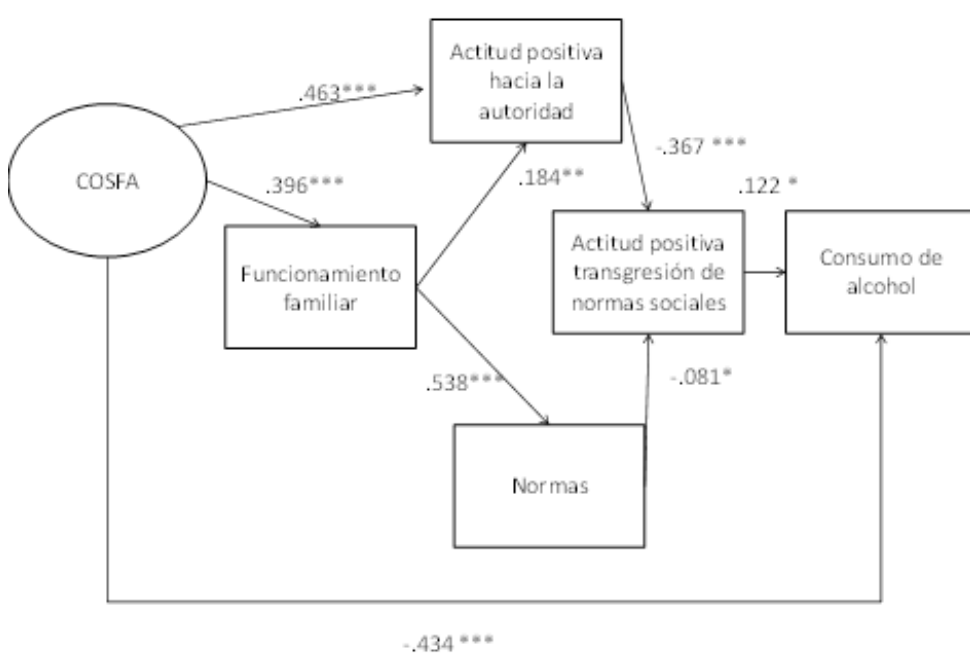 Actitud positiva
hacia la
autoridad
.463***
-.367 ***
COSFA
.396***
.184**
.122 *
Funcionamiento
familiar
Actitud positiva
transgresión de
normas sociales
Consumo de
alcohol
.538***
-.081*
Normas
-.434 ***